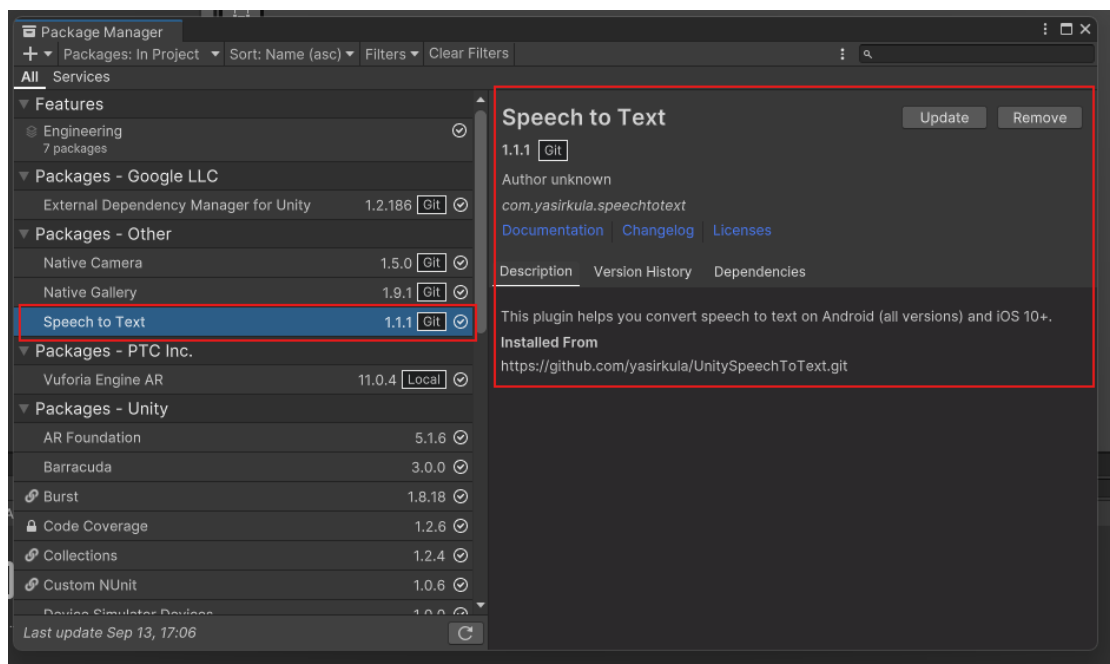 Package Manager
Packages: In Project Sort: Name (asc) Filters Clear Filters
All Services
Features
Engineering
7 packages
Packages - Google LLC
External Dependency Manager for Unity 1.2.186 Git
Packages - Other
Native Camera 1.5.0 Git
Native Gallery 1.9.1 Git
Speech to Text 1.1.1 Git
Packages - PTC Inc.
Vuforia Engine AR 11.0.4 Local
Packages - Unity
AR Foundation 5.1.6
Barracuda 3.0.0
Burst 1.8.18
Code Coverage 1.2.6
Collections 1.2.4
Custom NUnit 1.0.6
Device Simulator Devices 1.0.0
Last update Sep 13, 17:06
Speech to Text Update Remove
1.1.1 Git
Author unknown
com.yasirkula.speechtotext
Documentation Changelog Licenses
Description Version History Dependencies
This plugin helps you convert speech to text on Android (all versions) and iOS 10+.
Installed From
https://github.com/yasirkula/UnitySpeechToText.git